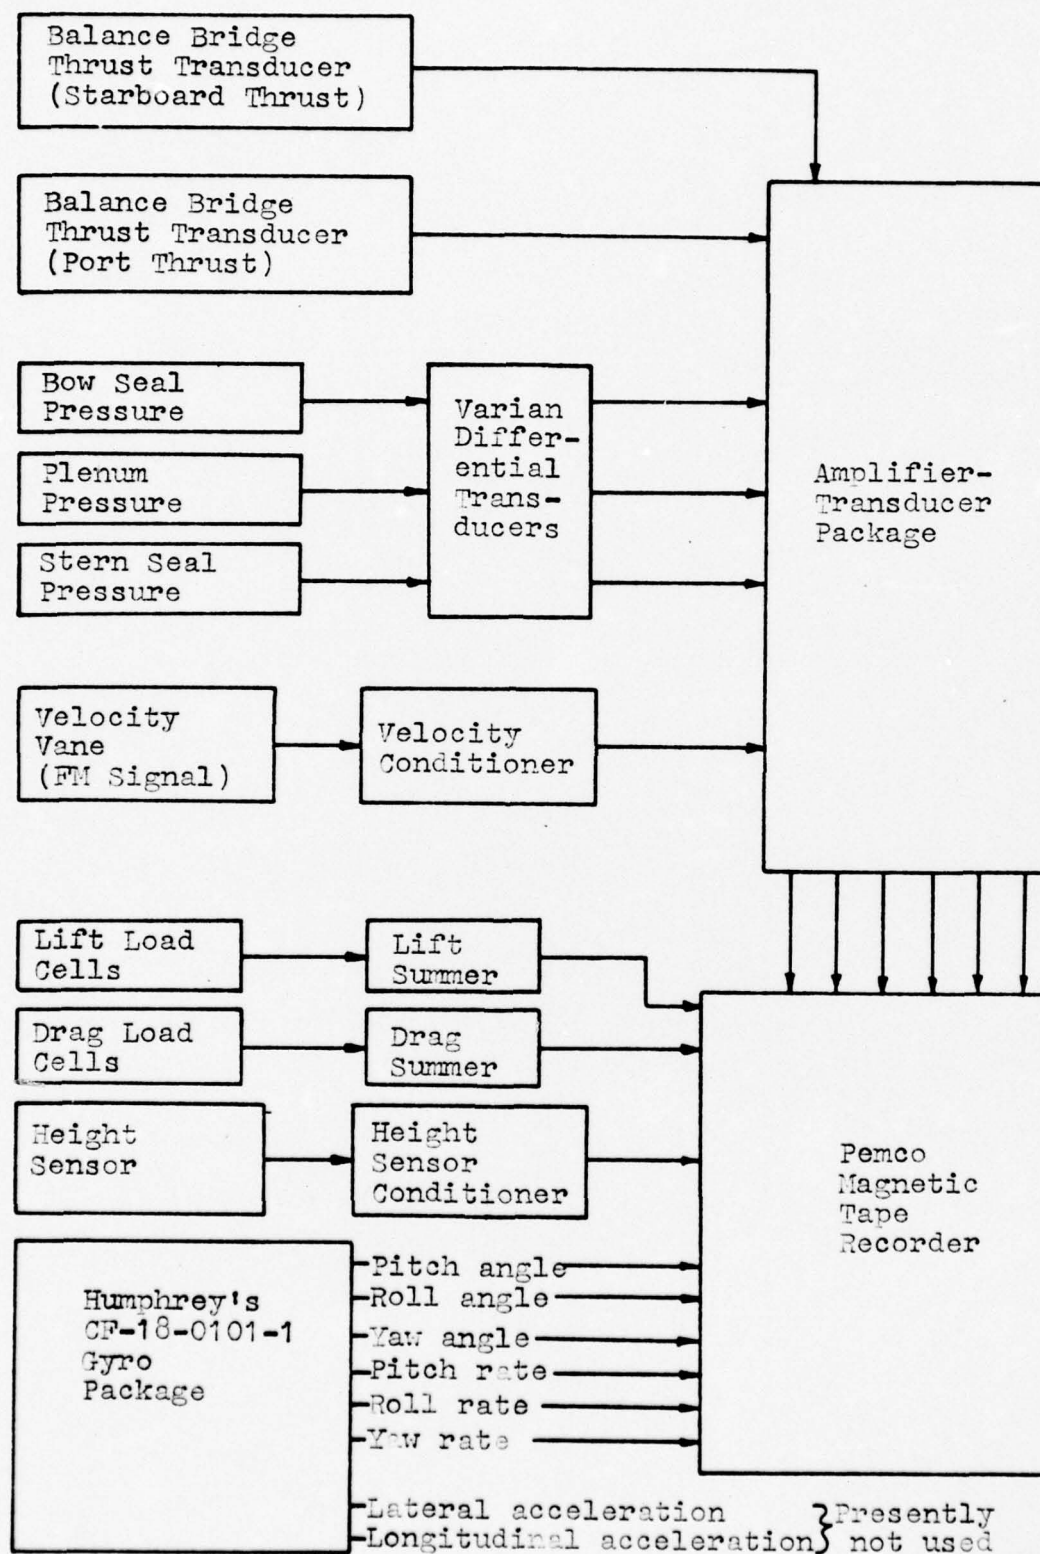 Balance Bridge
Thrust Transducer
(Starboard Thrust)
Balance Bridge
Thrust Transducer
(Port Thrust)
Bow Seal
Pressure
Plenum
Pressure
Stern Seal
Pressure
Varian
Differ-
ential
Trans-
ducers
Amplifier-
Transducer
Package
Velocity
Vane
(FM Signal)
Velocity
Conditioner
Lift Load
Cells
Lift
Summer
Drag Load
Cells
Drag
Summer
Height
Sensor
Height
Sensor
Conditioner
Pemco
Magnetic
Tape
Recorder
Humphrey's
CF-18-0101-1
Gyro
Package
Pitch angle
Roll angle
Yaw angle
Pitch rate
Roll rate
Yaw rate
Lateral acceleration
Longitudinal acceleration
Presently
not used